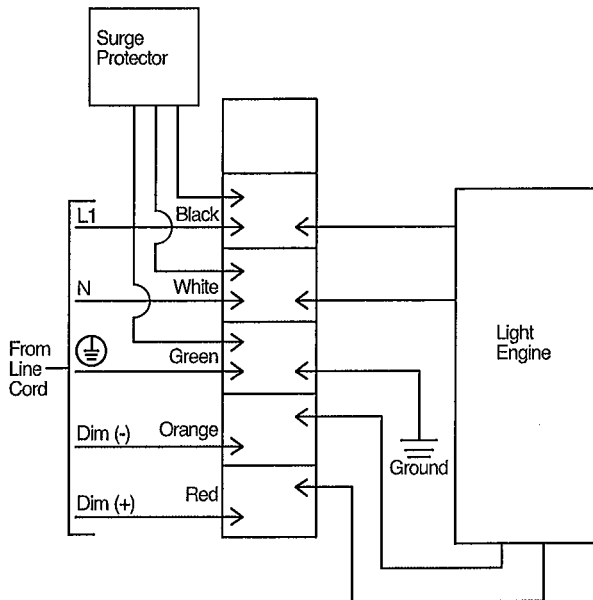 Surge
Protector
L1
Black
N
White
From
Line
Cord
Green
Dim (-)
Orange
Dim (+)
Red
Ground
Light
Engine